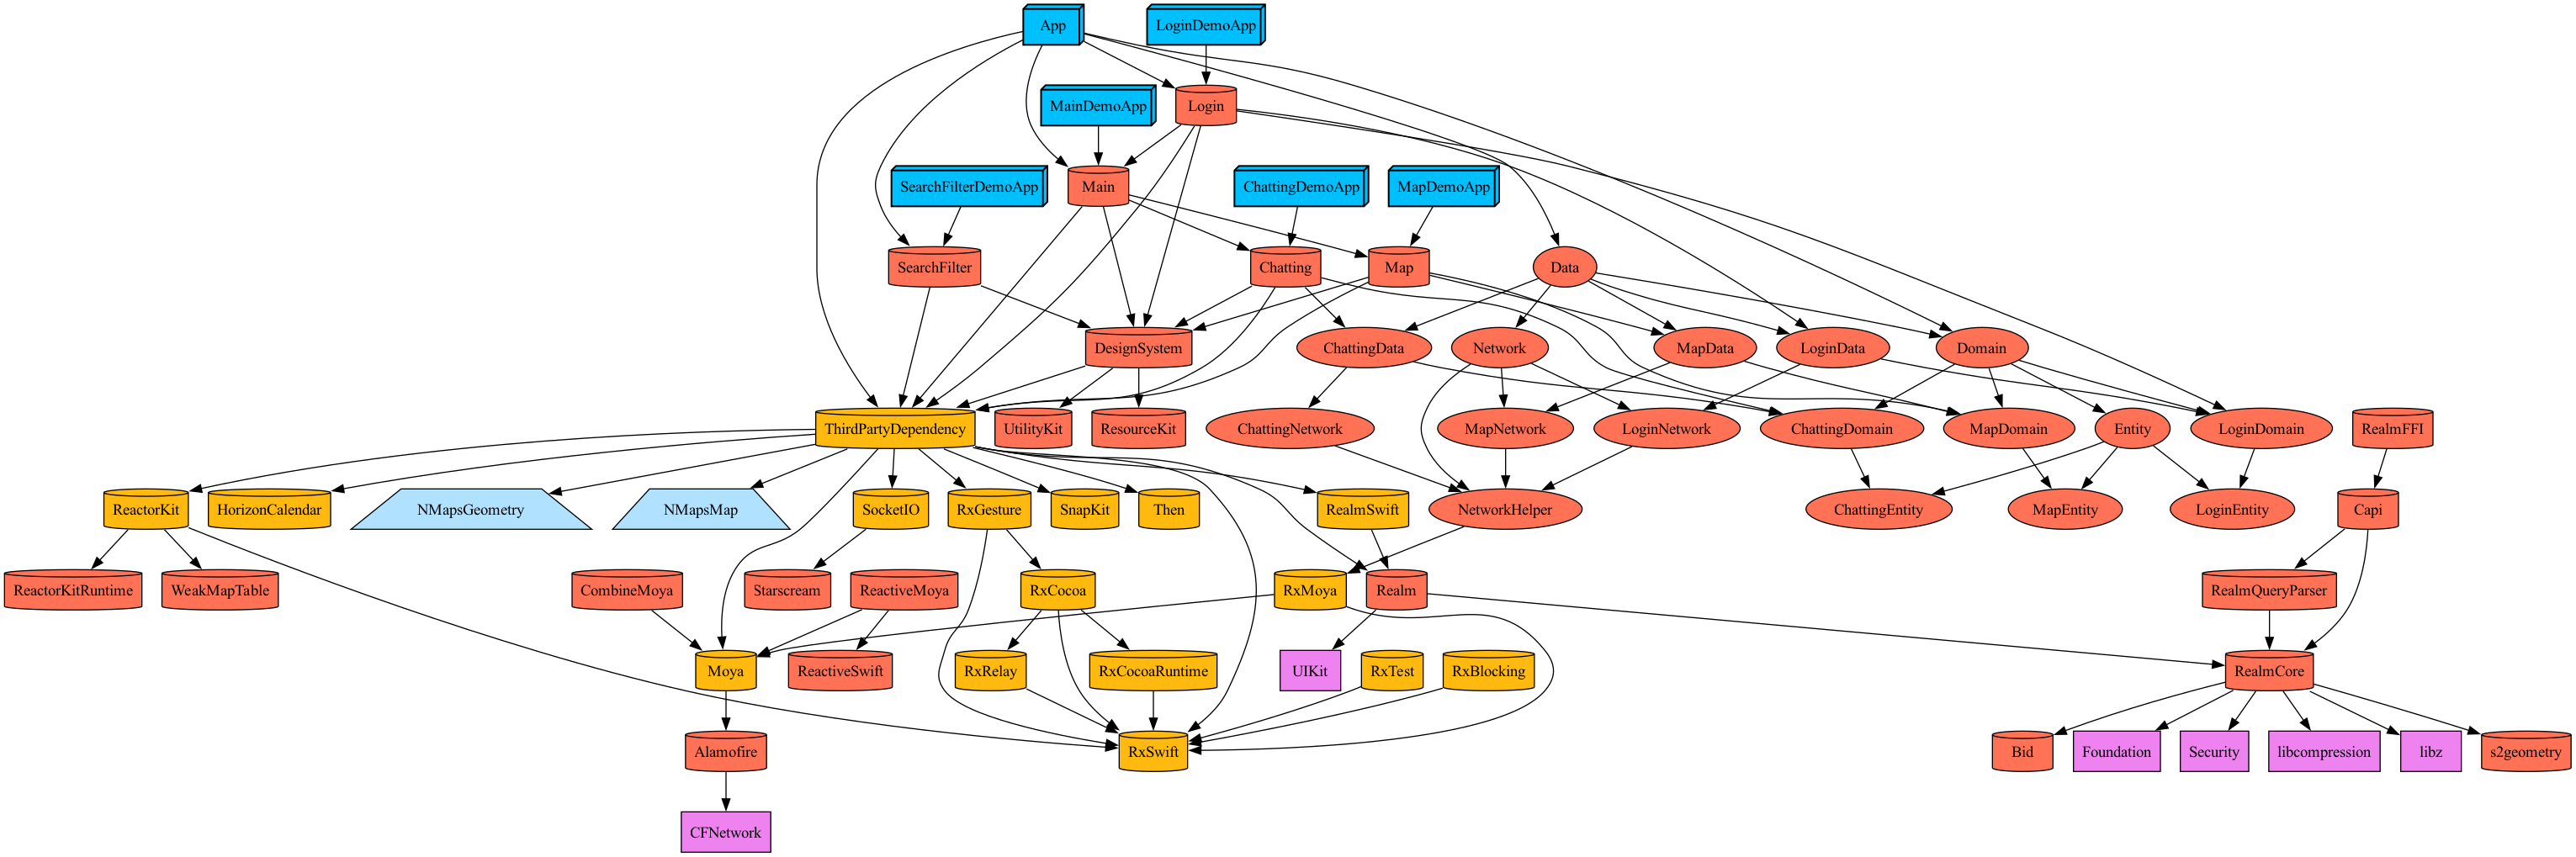 App
LoginDemoApp
MainDemoApp
Login
SearchFilterDemoApp
Main
ChattingDemoApp
MapDemoApp
SearchFilter
Chatting
Map
Data
DesignSystem
ChattingData
Network
MapData
LoginData
Domain
ThirdPartyDependency
UtilityKit
ResourceKit
ChattingNetwork
MapNetwork
LoginNetwork
ChattingDomain
MapDomain
Entity
LoginDomain
RealmFFI
ReactorKit
HorizonCalendar
NMapsGeometry
NMapsMap
SocketIO
RxGesture
SnapKit
Then
RealmSwift
NetworkHelper
ChattingEntity
MapEntity
LoginEntity
Capi
ReactorKitRuntime
WeakMapTable
CombineMoya
Starscream
ReactiveMoya
RxCocoa
RxMoya
Realm
RealmQueryParser
Moya
ReactiveSwift
RxRelay
RxCocoaRuntime
UIKit
RxTest
RxBlocking
RealmCore
Alamofire
RxSwift
Bid
Foundation
Security
libcompression
libz
s2geometry
CFNetwork